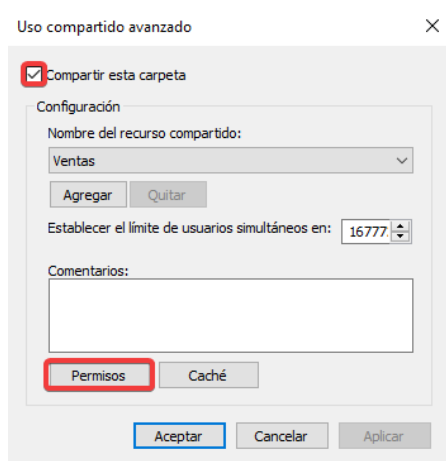 Uso compartido avanzado
Compartir esta carpeta
Configuración
Nombre del recurso compartido:
Ventas
Agregar Quitar
Establecer el límite de usuarios simultáneos en: 16777
Comentarios:
Permisos Caché
Aceptar Cancelar Aplicar